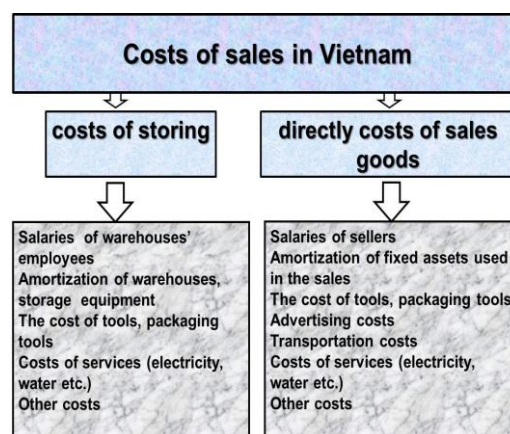 Costs of sales in Vietnam
costs of storing
directly costs of sales
goods
Salaries of warehouses’
employees
Amortization of warehouses,
storage equipment
The cost of tools, packaging
tools
Costs of services (electricity,
water etc.)
Other costs
Salaries of sellers
Amortization of fixed assets used
in the sales
The cost of tools, packaging tools
Advertising costs
Transportation costs
Costs of services (electricity,
water etc.)
Other costs